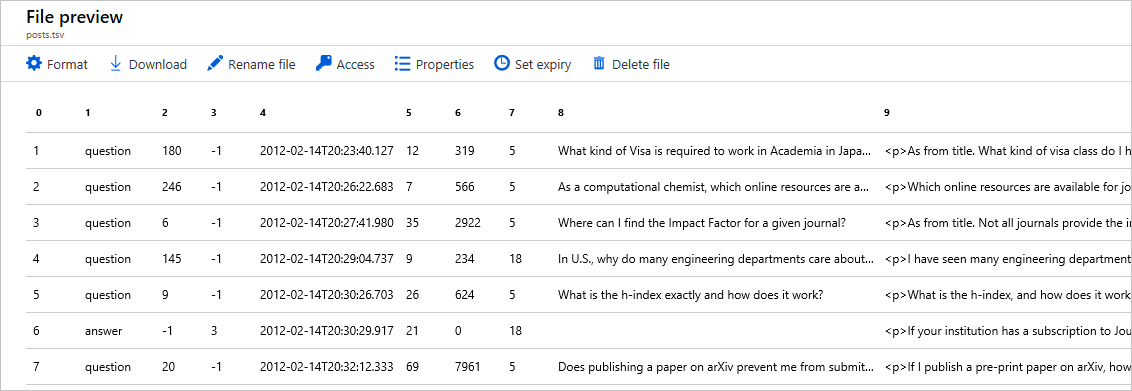 File preview
posts.tsv
Format Download Rename file Access Properties Set expiry Delete file
0 1 2 3 4 5 6 7 8 9
1 question 180 -1 2012-02-14T20:23:40.127 12 319 5 What kind of Visa is required to work in Academia in Japa... <p>As from title. What kind of visa class do I h
2 question 246 -1 2012-02-14T20:26:22.683 7 566 5 As a computational chemist, which online resources are a... <p>Which online resources are available for jo
3 question 6 -1 2012-02-14T20:27:41.980 35 2922 5 Where can I find the Impact Factor for a given journal? <p>As from title. Not all journals provide the i
4 question 145 -1 2012-02-14T20:29:04.737 9 234 18 In U.S., why do many engineering departments care about... <p>I have seen many engineering department
5 question 9 -1 2012-02-14T20:30:26.703 26 624 5 What is the h-index exactly and how does it work? <p>What is the h-index, and how does it work
6 answer -1 3 2012-02-14T20:30:29.917 21 0 18 <p>If your institution has a subscription to Jou
7 question 20 -1 2012-02-14T20:32:12.333 69 7961 5 Does publishing a paper on arXiv prevent me from submit... <p>If I publish a pre-print paper on arXiv, how